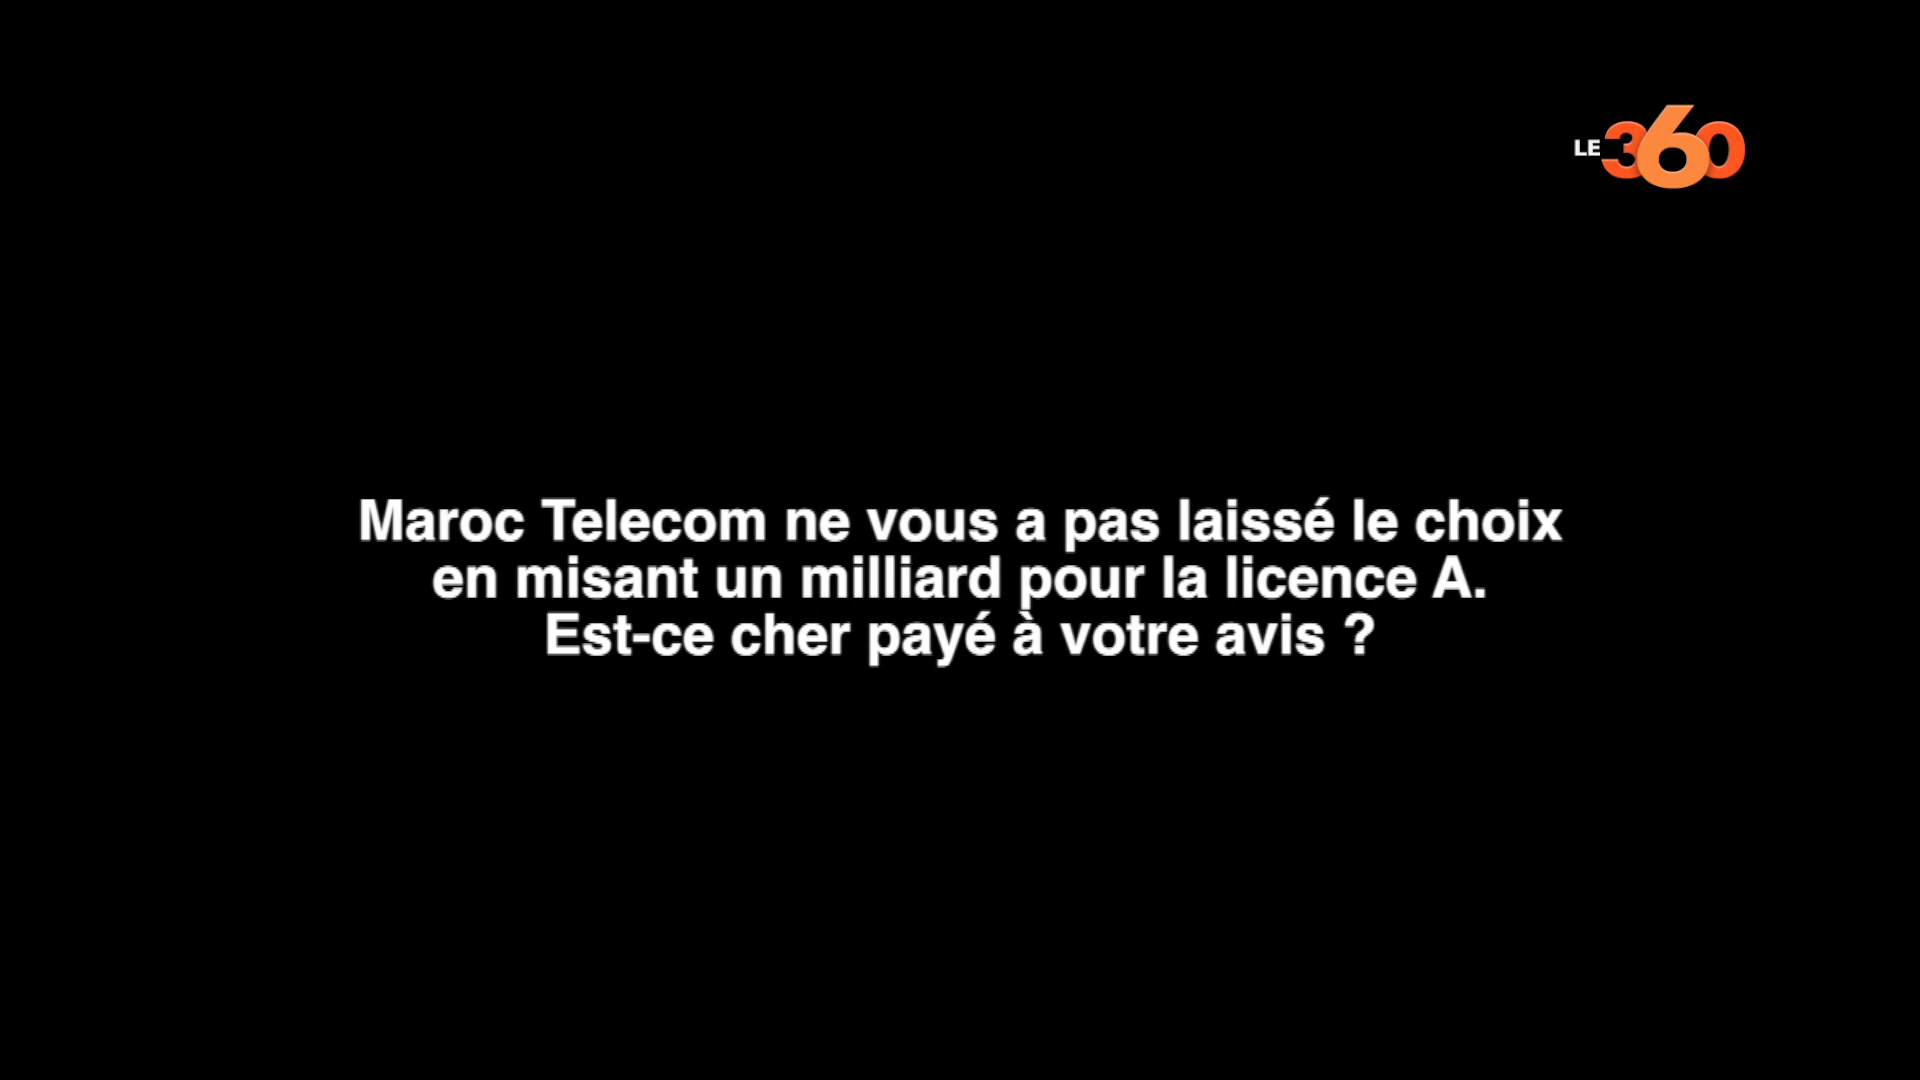 LE 360
Maroc Telecom ne vous a pas laissé le choix
en misant un milliard pour la licence A.
Est-ce cher payé à votre avis ?